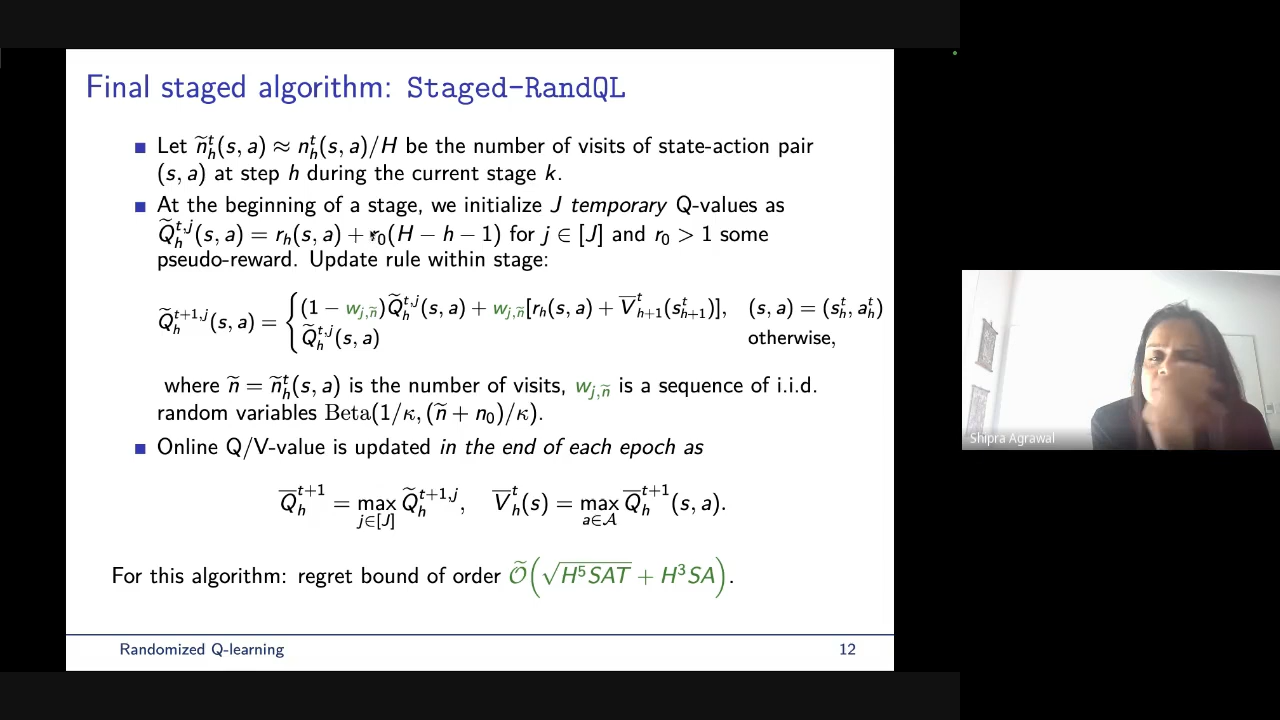 Final staged algorithm: Staged-RandQL
■ Let ñ_h^t(s, a) ≈ n_h^t(s, a)/H be the number of visits of state-action pair
(s, a) at step h during the current stage k.
■ At the beginning of a stage, we initialize J temporary Q-values as
Q̃_h^{t,j}(s, a) = r_h(s, a) + r_0(H − h − 1) for j ∈ [J] and r_0 > 1 some
pseudo-reward. Update rule within stage:
Q̃_h^{t+1,j}(s, a) = { (1 − w_{j,ñ})Q̃_h^{t,j}(s, a) + w_{j,ñ}[r_h(s, a) + V̅_{h+1}^t(s_{h+1}^t)], (s, a) = (s_h^t, a_h^t)
Q̃_h^{t,j}(s, a) otherwise,
where ñ = ñ_h^t(s, a) is the number of visits, w_{j,ñ} is a sequence of i.i.d.
random variables Beta(1/κ, (ñ + n_0)/κ).
■ Online Q/V-value is updated in the end of each epoch as
Q̅_h^{t+1} = max_{j∈[J]} Q̃_h^{t+1,j}, V̅_h^t(s) = max_{a∈𝒜} Q̅_h^{t+1}(s, a).
For this algorithm: regret bound of order Õ(√(H^5SAT) + H^3SA).
Randomized Q-learning 12
Shipra Agrawal